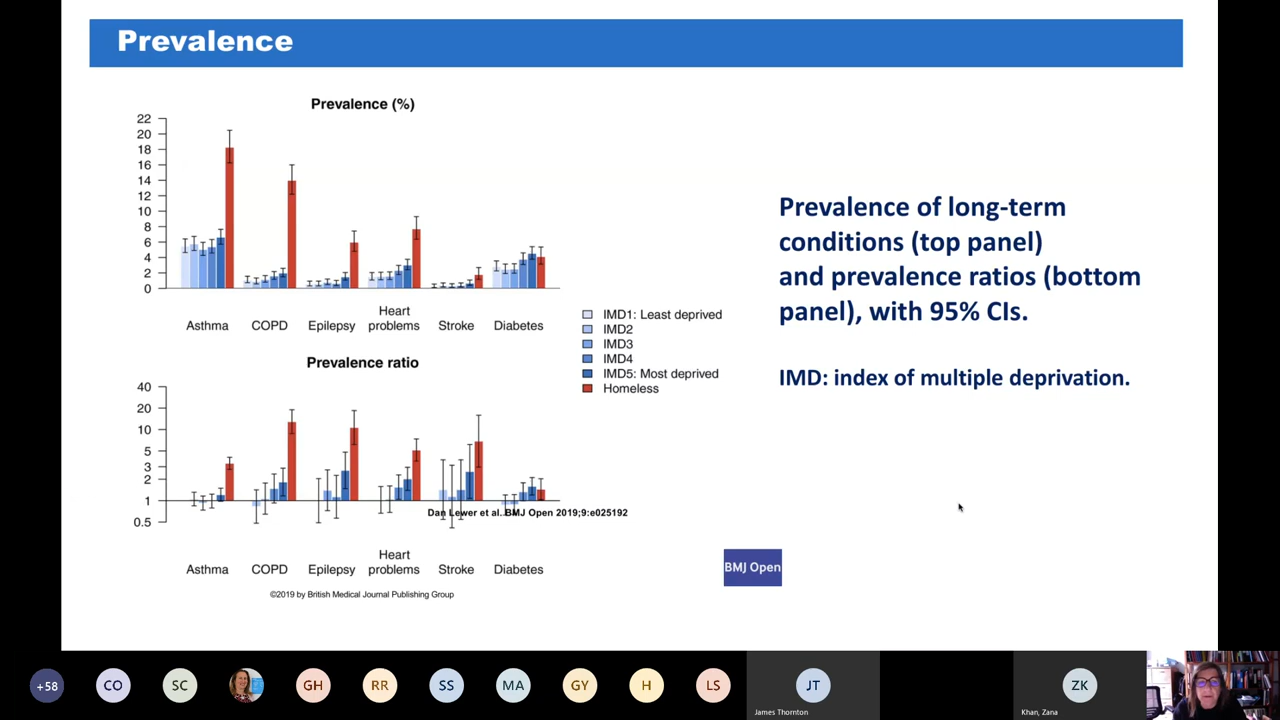 Prevalence
Prevalence (%)
22
20
18
16
14
12
10
8
6
4
2
0
Asthma
COPD
Epilepsy
Heart
problems
Stroke
Diabetes
IMD1: Least deprived
IMD2
IMD3
IMD4
IMD5: Most deprived
Homeless
Prevalence ratio
40
20
10
5
3
2
1
0.5
Dan Lewer et al. BMJ Open 2019;9:e025192
Asthma
COPD
Epilepsy
Heart
problems
Stroke
Diabetes
©2019 by British Medical Journal Publishing Group
Prevalence of long-term
conditions (top panel)
and prevalence ratios (bottom
panel), with 95% CIs.
IMD: index of multiple deprivation.
BMJ Open
+58
CO
SC
GH
RR
SS
MA
GY
H
LS
JT
James Thornton
ZK
Khan, Zana